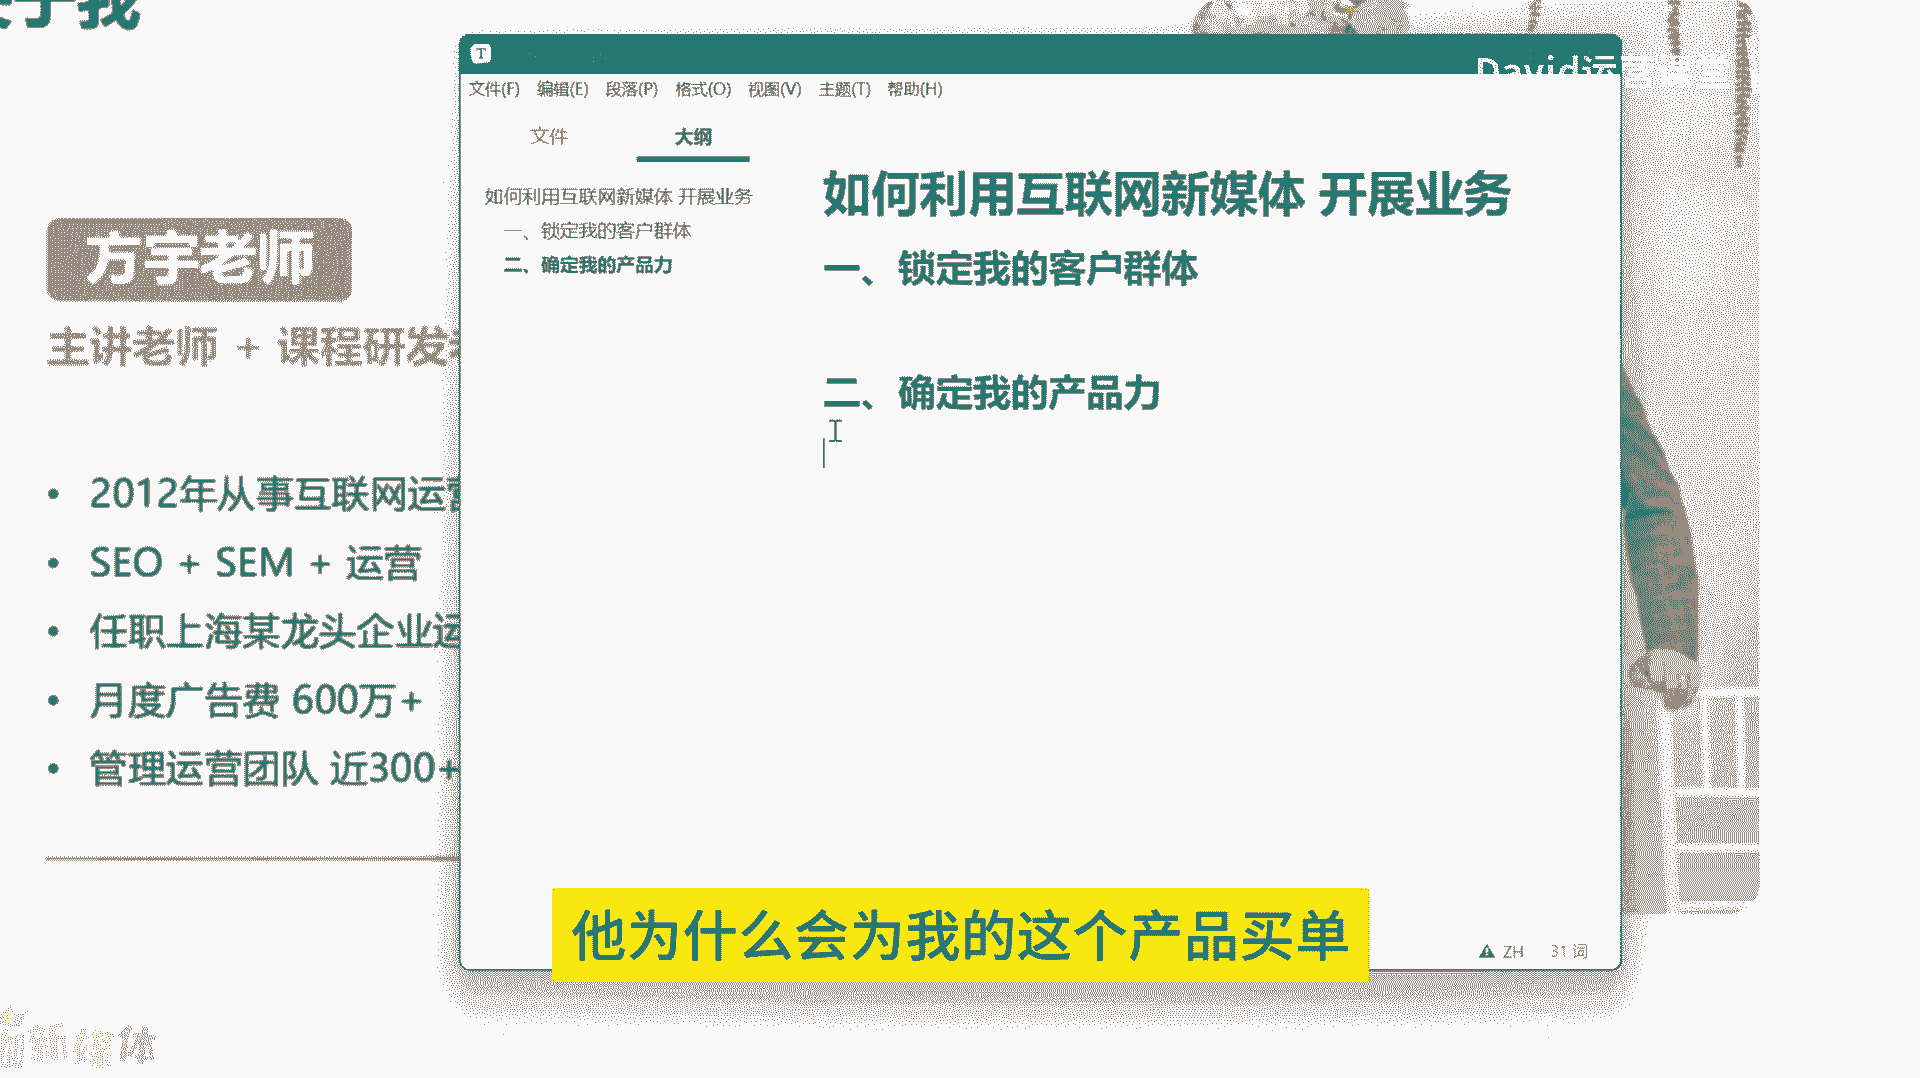 关于我
方宇老师
主讲老师 + 课程研发
2012年从事互联网运营
SEO + SEM + 运营
任职上海某龙头企业运
月度广告费 600万+
管理运营团队 近300+
新媒体
T
David运
文件(F) 编辑(E) 段落(P) 格式(O) 视图(V) 主题(T) 帮助(H)
文件 大纲
如何利用互联网新媒体 开展业务
一、锁定我的客户群体
二、确定我的产品力
如何利用互联网新媒体 开展业务
一、锁定我的客户群体
二、确定我的产品力
ZH 31 词
他为什么会为我的这个产品买单